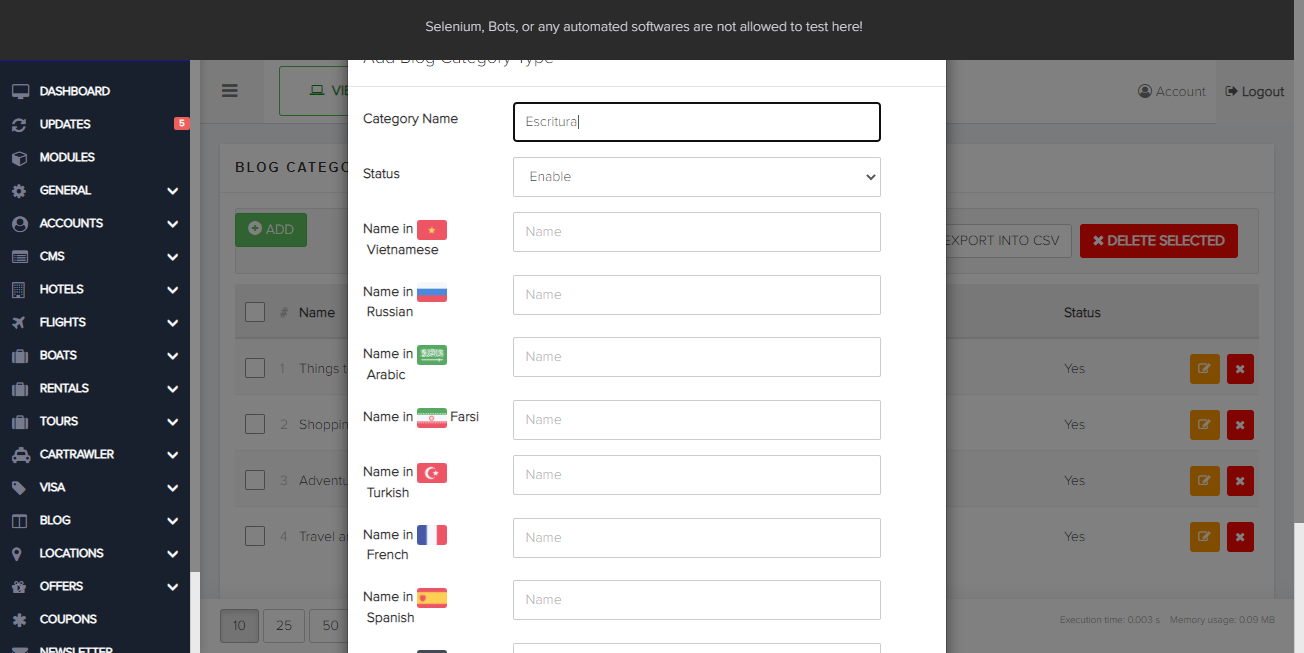 Selenium, Bots, or any automated softwares are not allowed to test here!
DASHBOARD
UPDATES 5
MODULES
GENERAL
ACCOUNTS
CMS
HOTELS
FLIGHTS
BOATS
RENTALS
TOURS
CARTRAWLER
VISA
BLOG
LOCATIONS
OFFERS
COUPONS
NEWSLETTER
Account
Logout
BLOG CATEGO
ADD
EXPORT INTO CSV
DELETE SELECTED
# Name Status
1 Things t Yes
2 Shoppin Yes
3 Adventu Yes
4 Travel a Yes
10 25 50
Execution time: 0.003 s Memory usage: 0.09 MB
Add Blog Category Type
Category Name Escritura
Status Enable
Name in Vietnamese Name
Name in Russian Name
Name in Arabic Name
Name in Farsi Name
Name in Turkish Name
Name in French Name
Name in Spanish Name